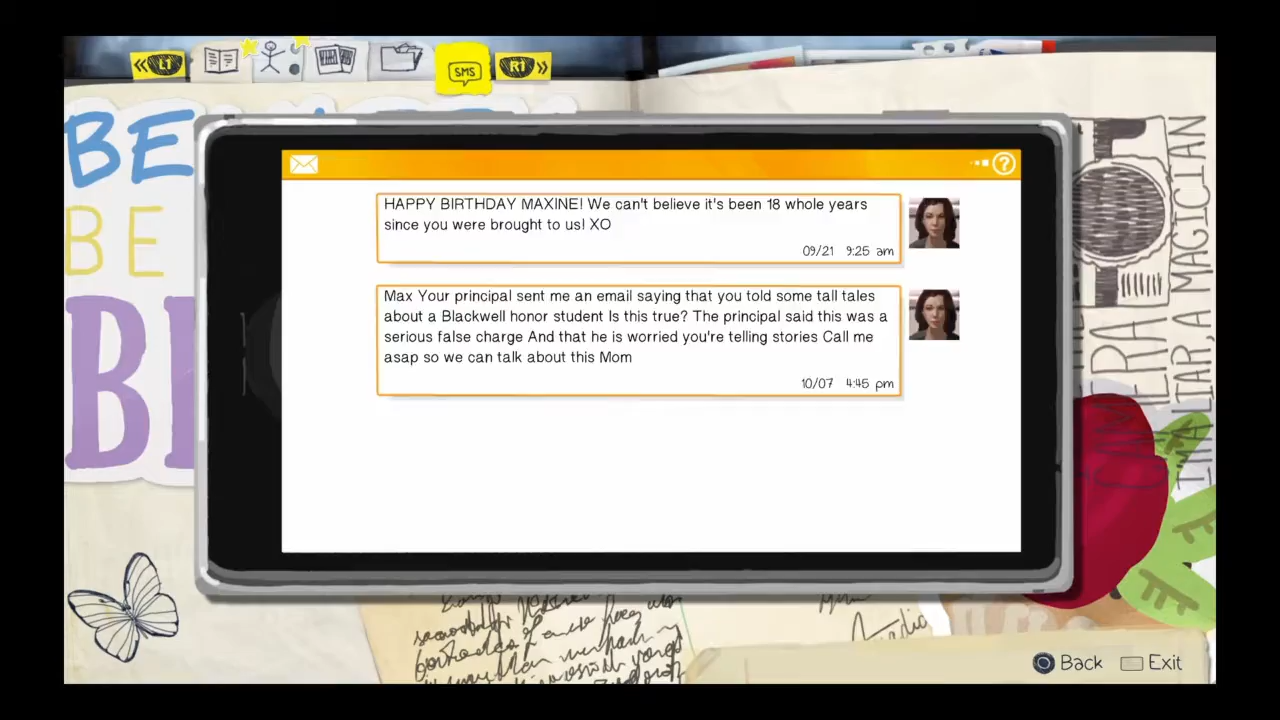 «LT
SMS
R1»
BE
BE
HAPPY BIRTHDAY MAXINE! We can't believe it's been 18 whole years
since you were brought to us! XO
09/21 9:25 am
Max Your principal sent me an email saying that you told some tall tales
about a Blackwell honor student Is this true? The principal said this was a
serious false charge And that he is worried you're telling stories Call me
asap so we can talk about this Mom
10/07 4:45 pm
?
LIAR, A MAGICIAN
Back
Exit